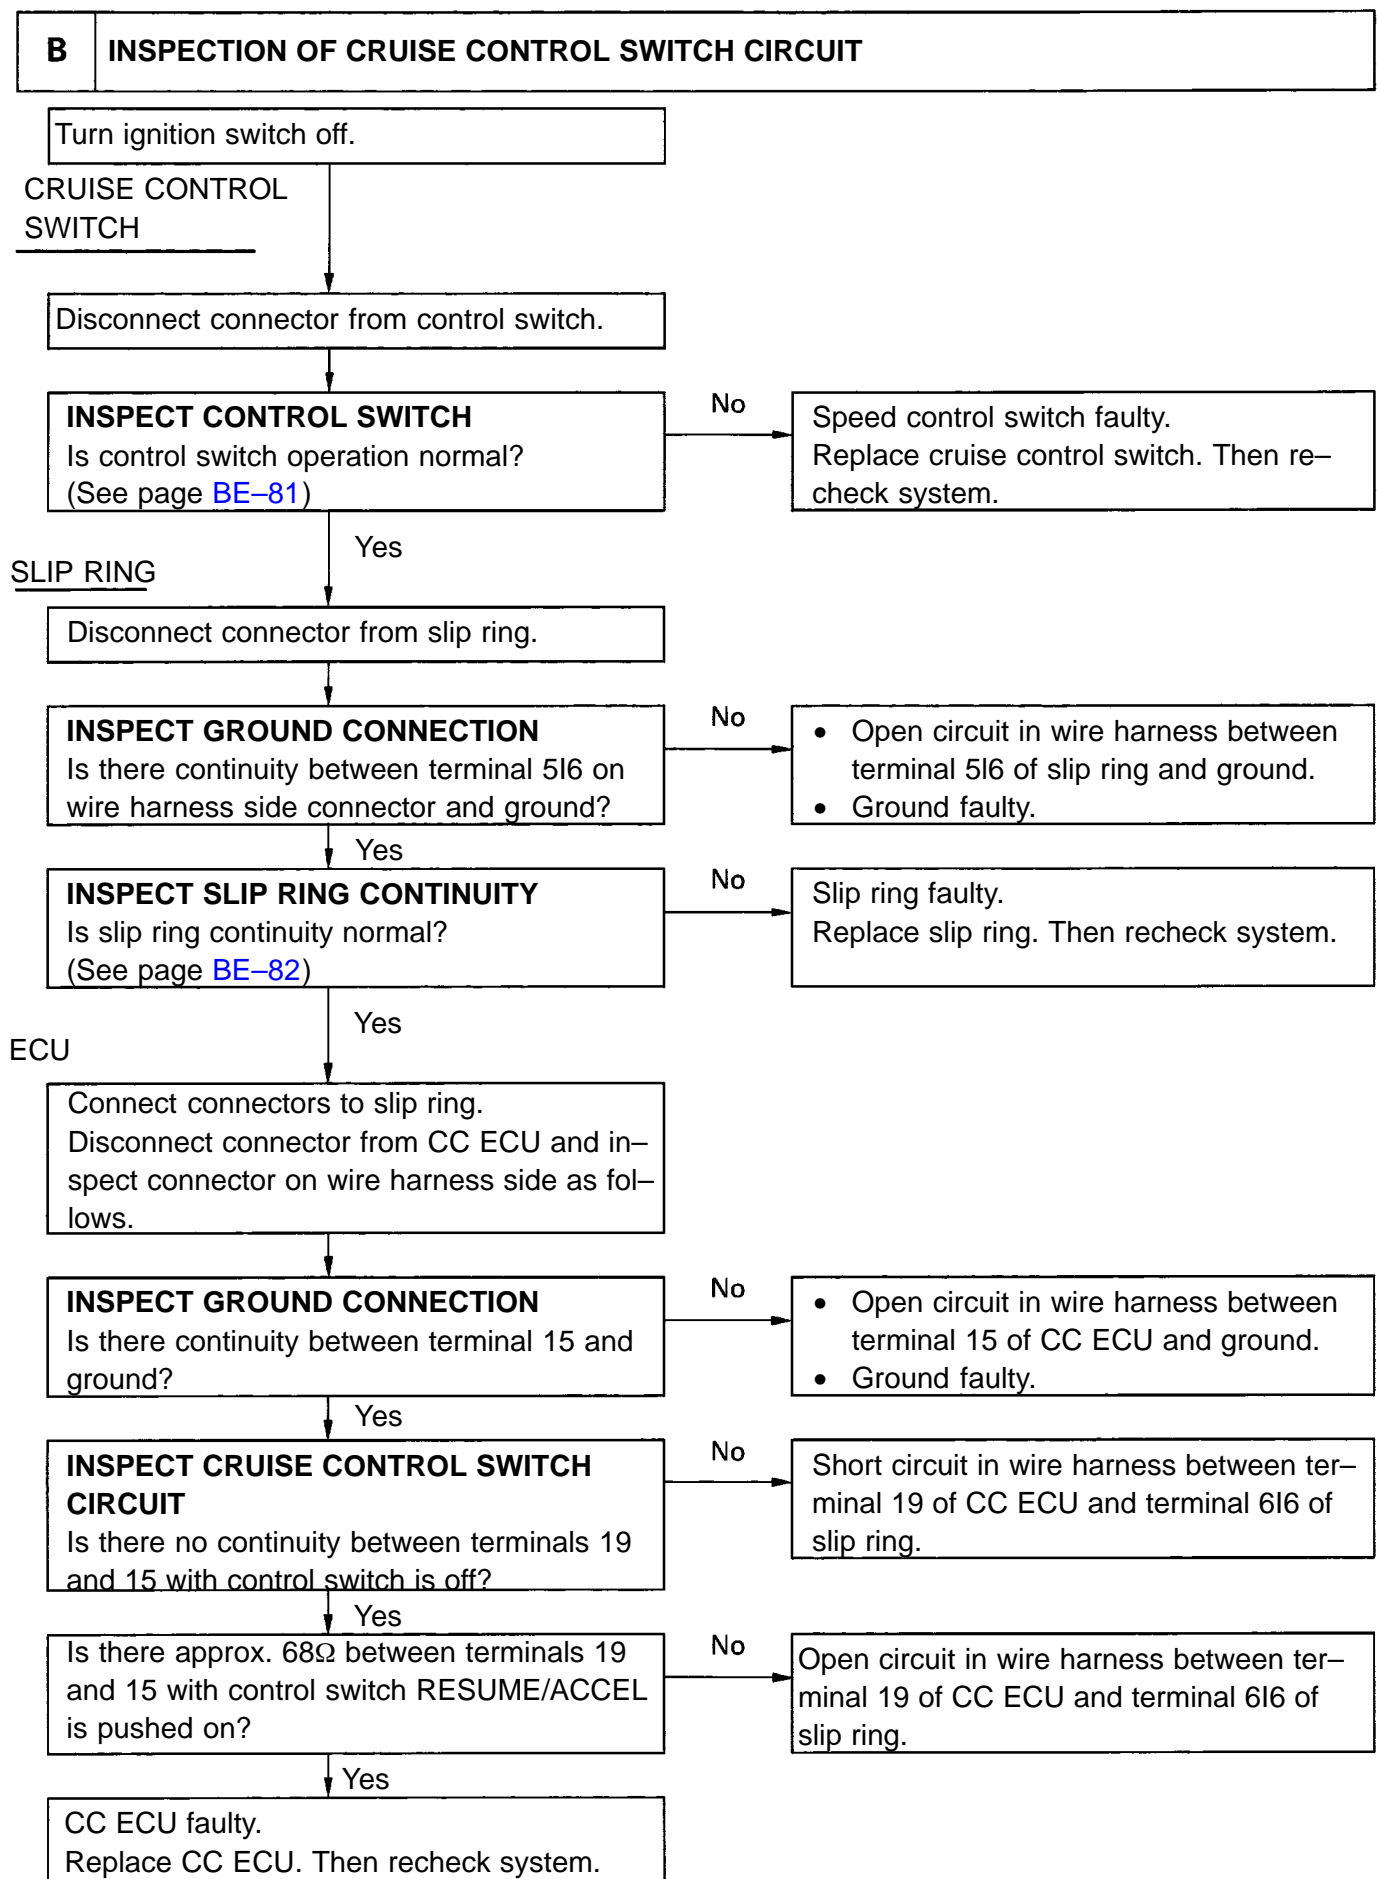 B INSPECTION OF CRUISE CONTROL SWITCH CIRCUIT
Turn ignition switch off.
CRUISE CONTROL
SWITCH
Disconnect connector from control switch.
INSPECT CONTROL SWITCH
Is control switch operation normal?
(See page BE–81)
No
Speed control switch faulty.
Replace cruise control switch. Then re–
check system.
Yes
SLIP RING
Disconnect connector from slip ring.
INSPECT GROUND CONNECTION
Is there continuity between terminal 5I6 on
wire harness side connector and ground?
No
• Open circuit in wire harness between
terminal 5I6 of slip ring and ground.
• Ground faulty.
Yes
INSPECT SLIP RING CONTINUITY
Is slip ring continuity normal?
(See page BE–82)
No
Slip ring faulty.
Replace slip ring. Then recheck system.
Yes
ECU
Connect connectors to slip ring.
Disconnect connector from CC ECU and in–
spect connector on wire harness side as fol–
lows.
INSPECT GROUND CONNECTION
Is there continuity between terminal 15 and
ground?
No
• Open circuit in wire harness between
terminal 15 of CC ECU and ground.
• Ground faulty.
Yes
INSPECT CRUISE CONTROL SWITCH
CIRCUIT
Is there no continuity between terminals 19
and 15 with control switch is off?
No
Short circuit in wire harness between ter–
minal 19 of CC ECU and terminal 6I6 of
slip ring.
Yes
Is there approx. 68Ω between terminals 19
and 15 with control switch RESUME/ACCEL
is pushed on?
No
Open circuit in wire harness between ter–
minal 19 of CC ECU and terminal 6I6 of
slip ring.
Yes
CC ECU faulty.
Replace CC ECU. Then recheck system.